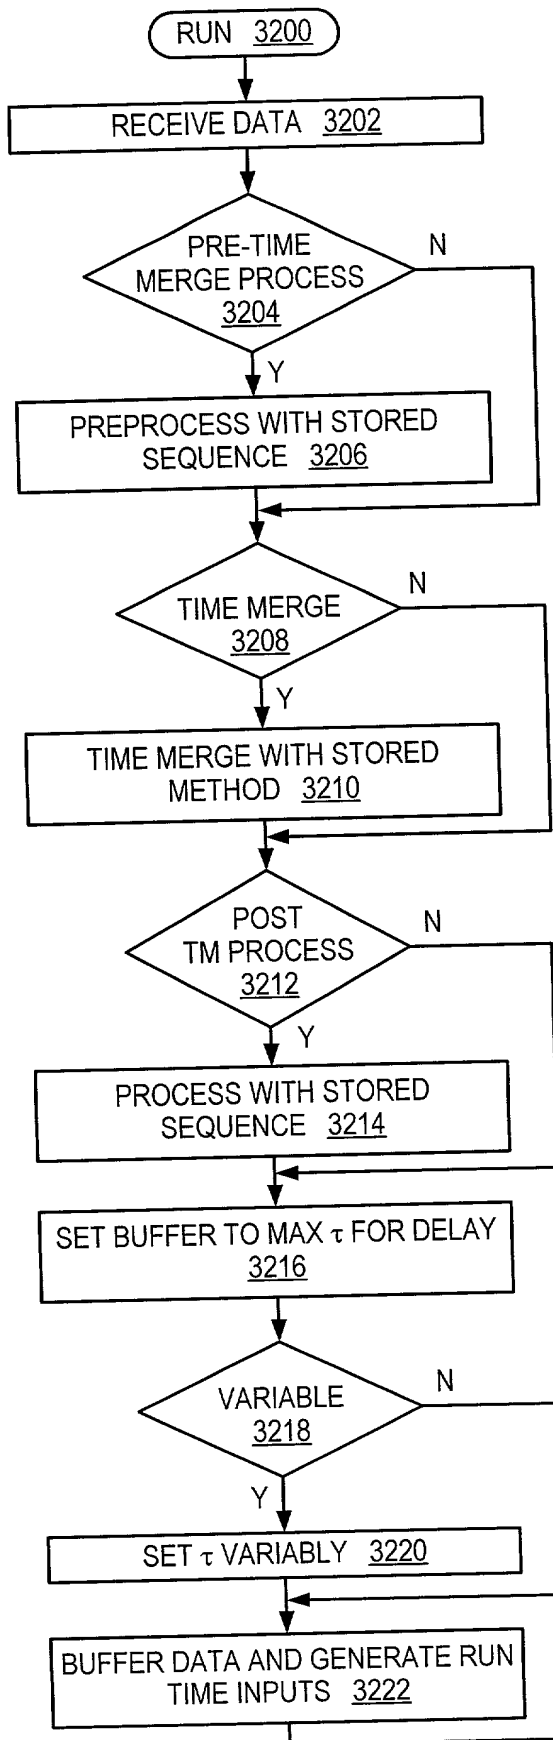 RUN 3200
RECEIVE DATA 3202
PRE-TIME
MERGE PROCESS
3204
N
Y
PREPROCESS WITH STORED
SEQUENCE 3206
TIME MERGE
3208
N
Y
TIME MERGE WITH STORED
METHOD 3210
POST
TM PROCESS
3212
N
Y
PROCESS WITH STORED
SEQUENCE 3214
SET BUFFER TO MAX τ FOR DELAY
3216
VARIABLE
3218
N
Y
SET τ VARIABLY 3220
BUFFER DATA AND GENERATE RUN
TIME INPUTS 3222